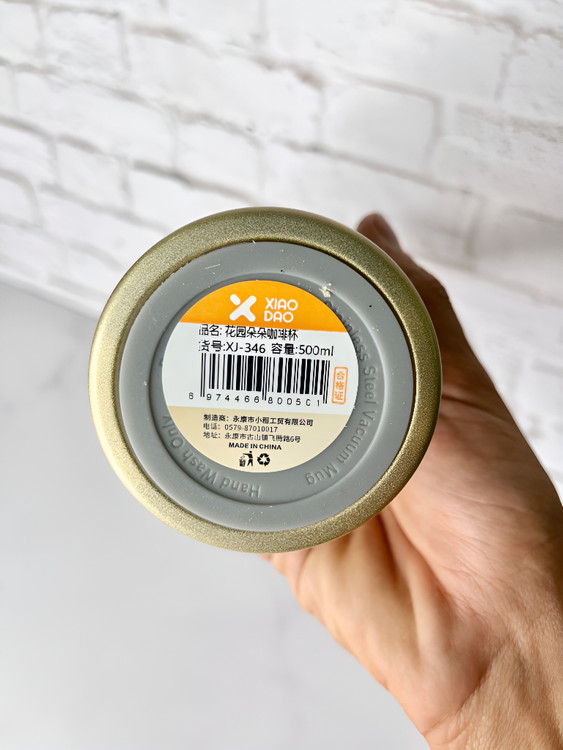 XIAO
DAO
品名: 花园朵朵咖啡杯
货号:XJ-346 容量:500ml
合格证
6 974466 800501
制造商: 永康市小稻工贸有限公司
电话: 0579-87010017
地址: 永康市古山镇飞腾路6号
MADE IN CHINA
Stainless Steel Vacuum Mug
Hand Wash Only